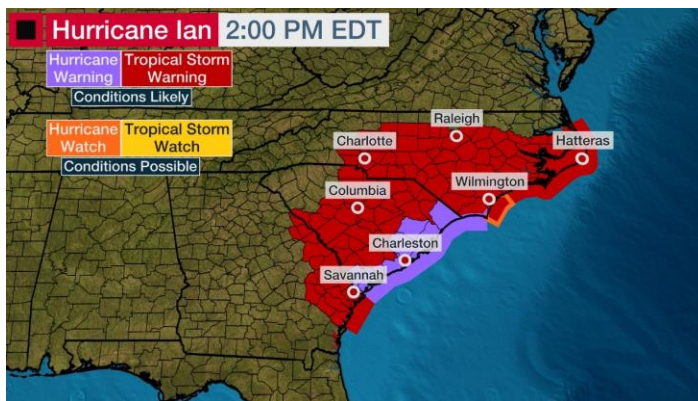 Hurricane Ian 2:00 PM EDT
Hurricane Warning
Tropical Storm Warning
Conditions Likely
Hurricane Watch
Tropical Storm Watch
Conditions Possible
Raleigh
Charlotte
Hatteras
Columbia
Wilmington
Charleston
Savannah